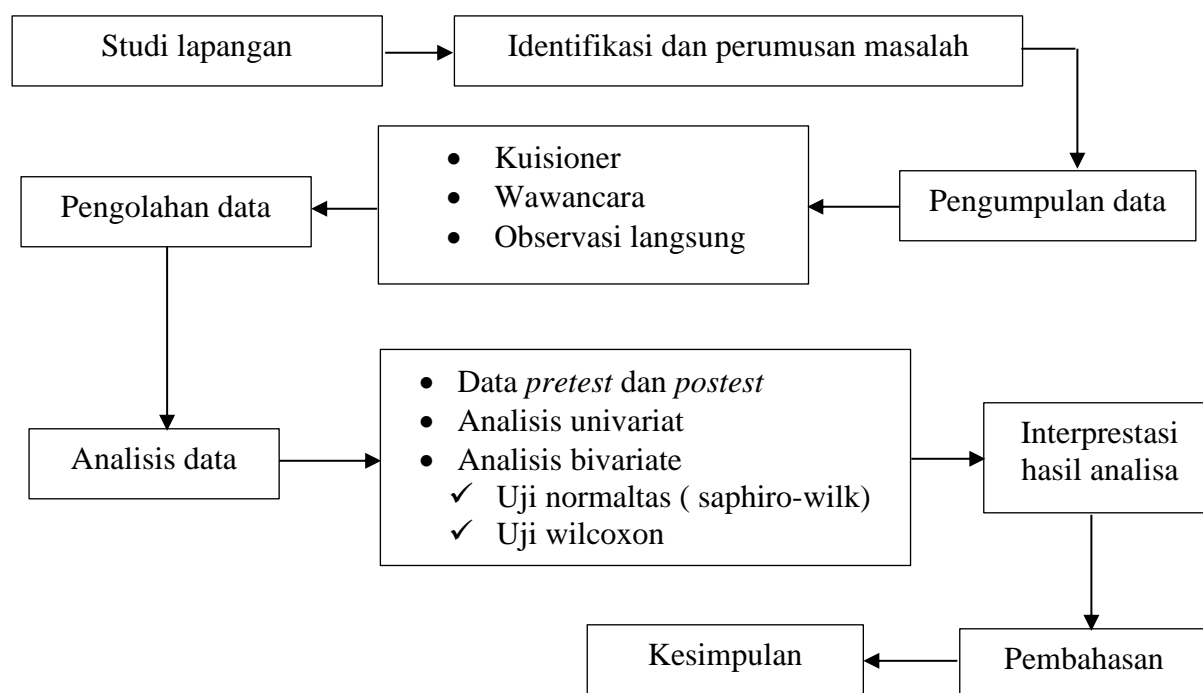 Studi lapangan
Identifikasi dan perumusan masalah
• Kuisioner
• Wawancara
• Observasi langsung
Pengolahan data
Pengumpulan data
• Data pretest dan postest
• Analisis univariat
• Analisis bivariate
✓ Uji normaltas ( saphiro-wilk)
✓ Uji wilcoxon
Analisis data
Interprestasi
hasil analisa
Kesimpulan
Pembahasan